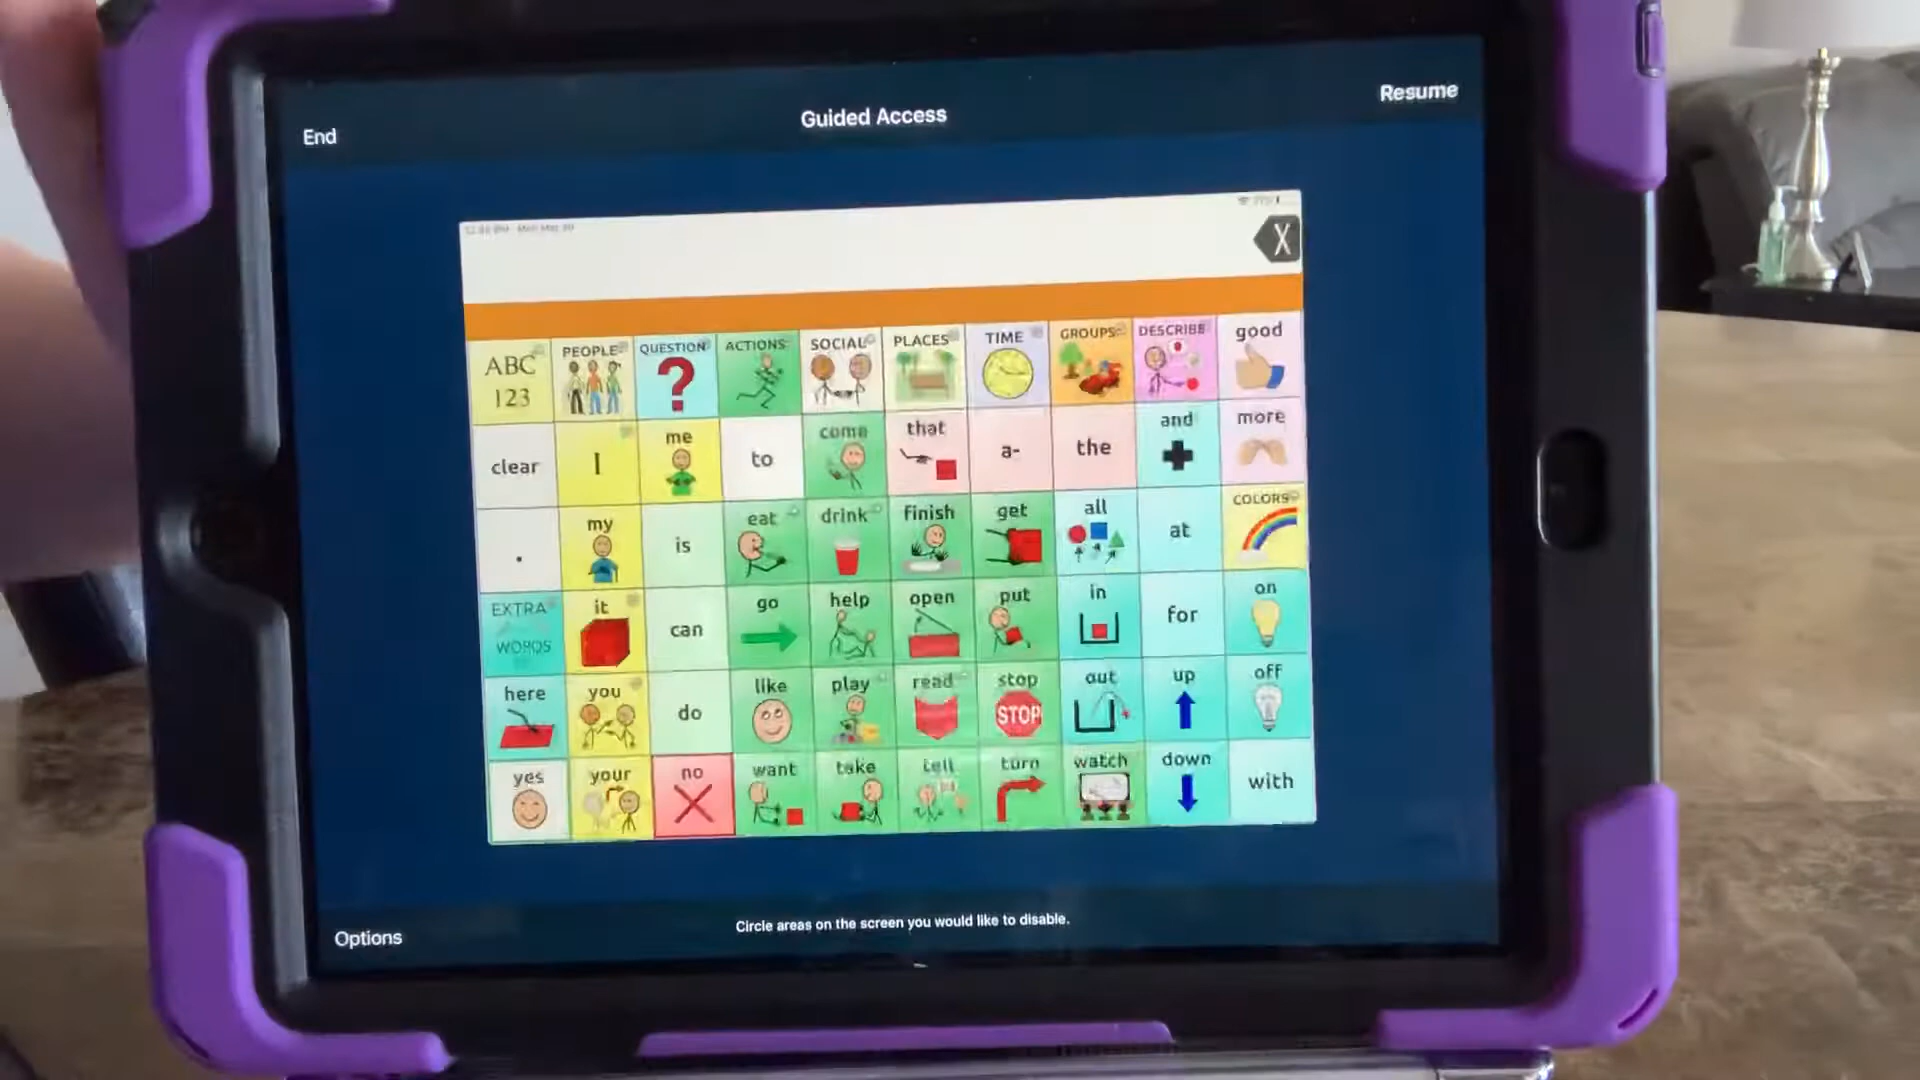 End
Guided Access
Resume
X
ABC 123
PEOPLE
QUESTION
ACTIONS
SOCIAL
PLACES
TIME
GROUPS
DESCRIBE
good
clear
I
me
to
come
that
a-
the
and
more
.
my
is
eat
drink
finish
get
all
at
COLORS
EXTRA WORDS
it
can
go
help
open
put
in
for
on
here
you
do
like
play
read
stop
STOP
out
up
off
yes
your
no
want
take
tell
turn
watch
down
with
Options
Circle areas on the screen you would like to disable.